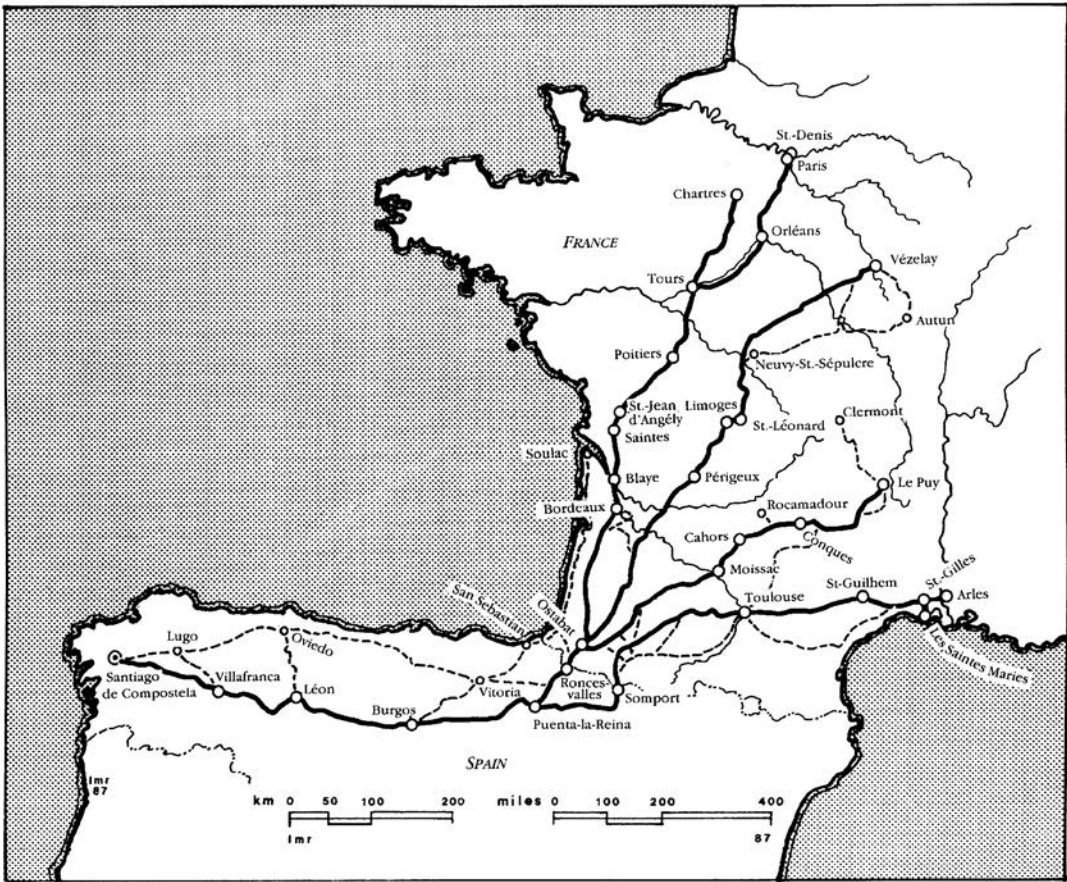 St.-Denis
Paris
Chartres
Orléans
FRANCE
Vézelay
Tours
Autun
Poitiers
Neuvy-St.-Sépulcre
St.-Jean
d'Angély
Limoges
Clermont
St.-Léonard
Saintes
Soulac
Blaye
Périgeux
Le Puy
Bordeaux
Rocamadour
Cahors
Conques
Moissac
St-Guilhem
St.-Gilles
Toulouse
Arles
San Sebastian
Ostabat
Les Saintes Maries
Lugo
Oviedo
Santiago
de Compostela
Villafranca
Léon
Vitoria
Ronces-
valles
Somport
Burgos
Puenta-la-Reina
SPAIN
lmr
87
km 0 50 100 200 miles 0 100 200 400
lmr 87